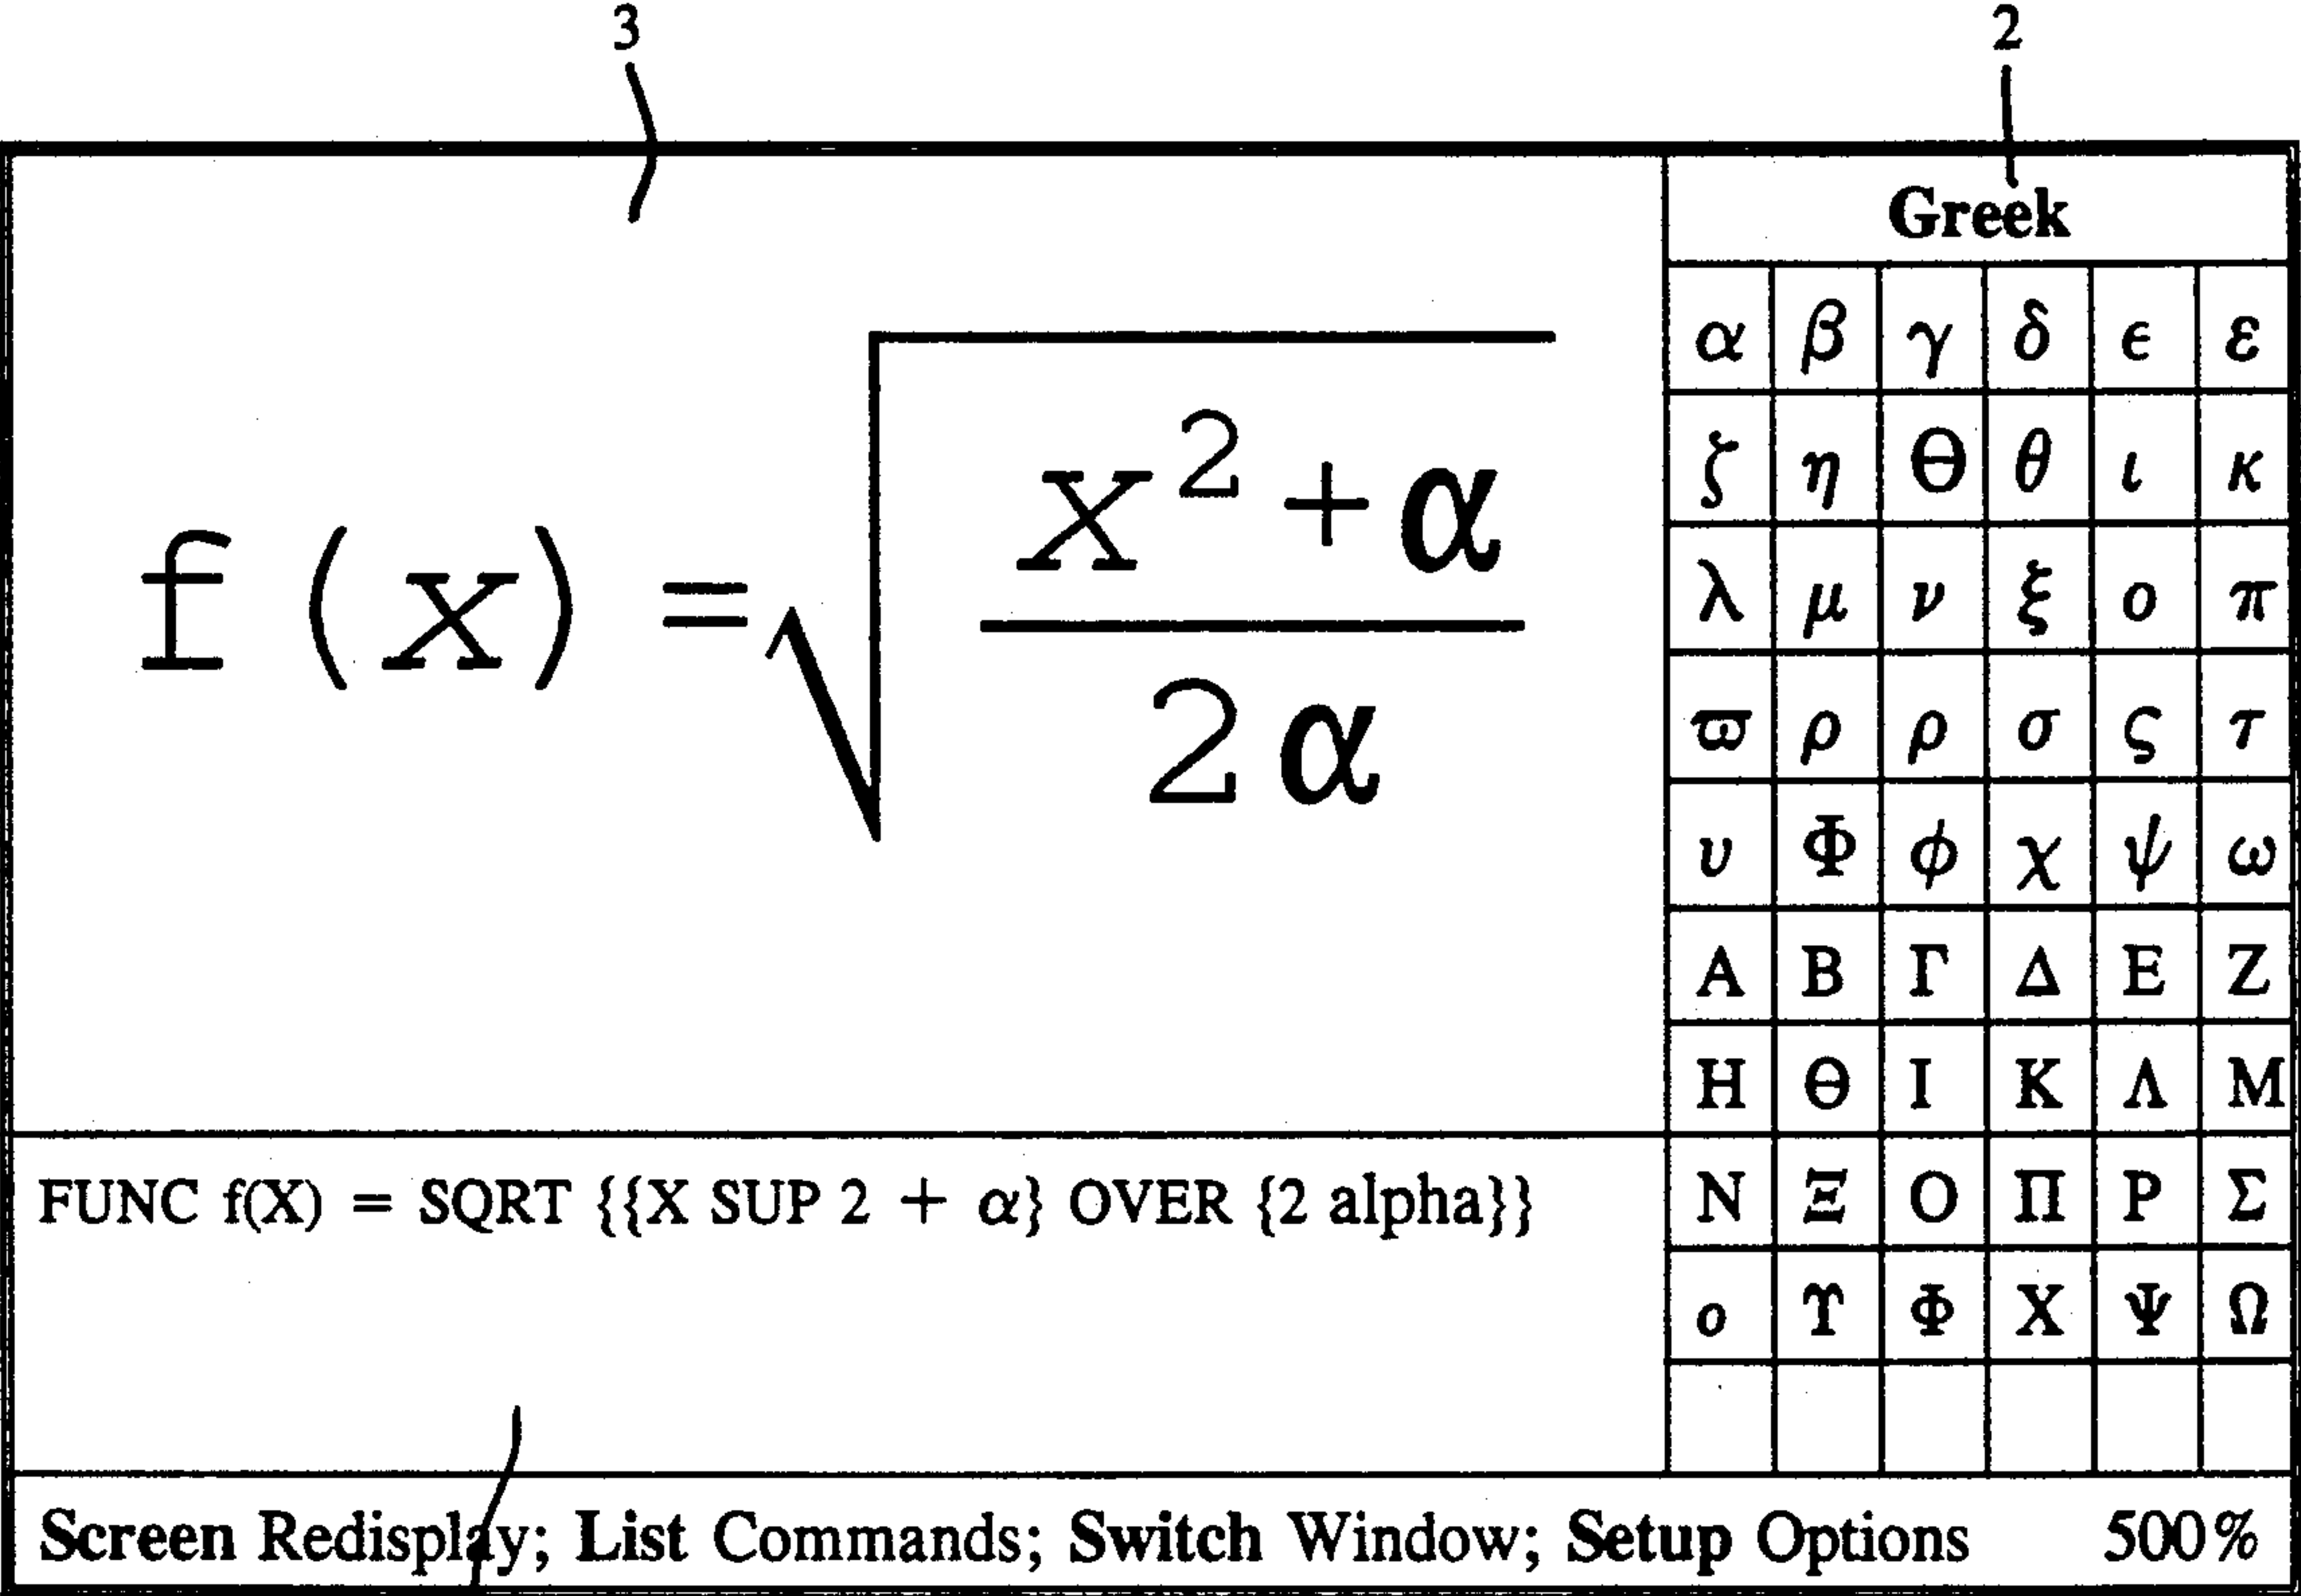 3 2
Greek
f(x) = √ x² + α / 2α
α β γ δ ϵ ε
ζ η Θ θ ι κ
λ μ ν ξ ο π
ϖ ρ ρ σ ς τ
υ Φ ϕ χ ψ ω
Α Β Γ Δ Ε Ζ
Η Θ Ι Κ Λ Μ
Ν Ξ Ο Π Ρ Σ
ο ϒ Φ Χ Ψ Ω
FUNC f(X) = SQRT {{X SUP 2 + α} OVER {2 alpha}}
Screen Redisplay; List Commands; Switch Window; Setup Options 500%